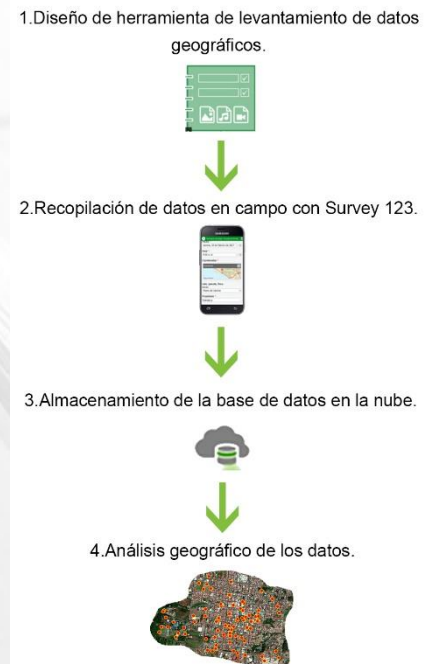 1.Diseño de herramienta de levantamiento de datos
geográficos.
2.Recopilación de datos en campo con Survey 123.
3.Almacenamiento de la base de datos en la nube.
4.Análisis geográfico de los datos.